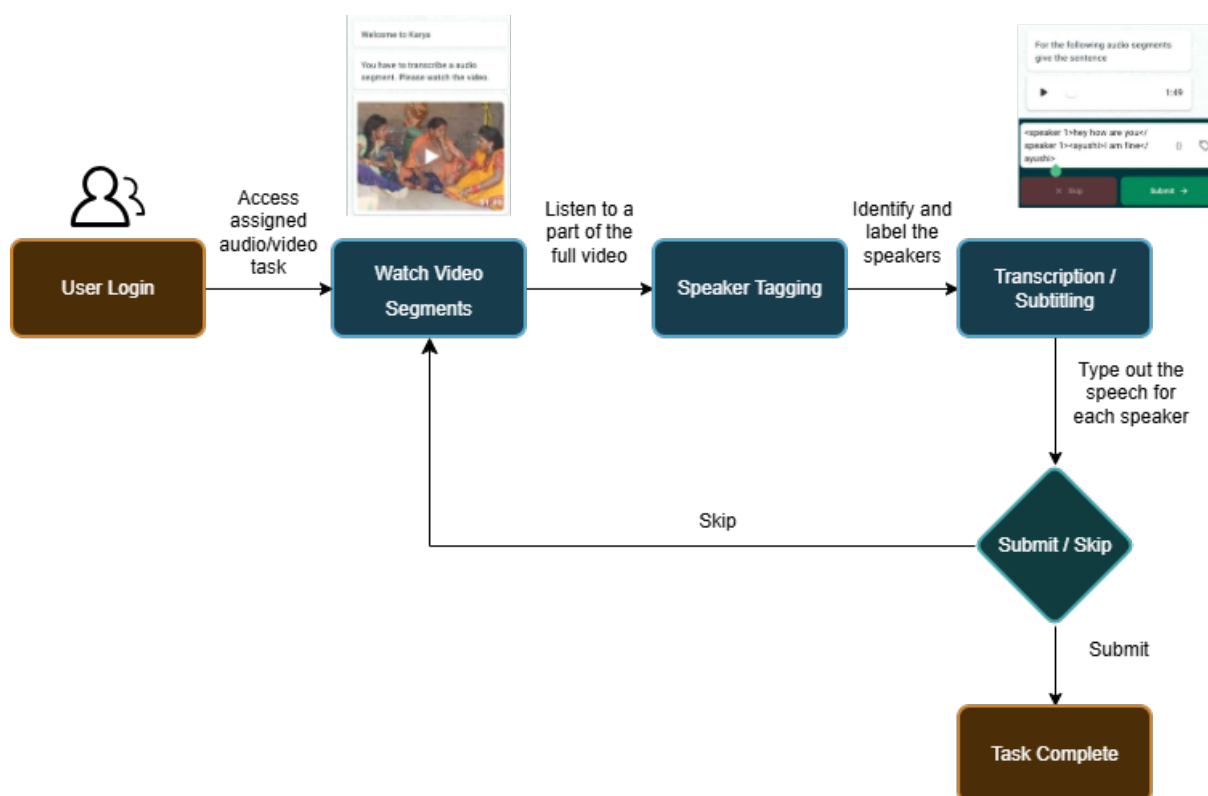 Welcome to Karya
You have to transcribe a audio
segment. Please watch the video.
For the following audio segments
give the sentence
1:49
<speaker 1>hey how are you</
speaker 1><ayushi>i am fine</
ayushi>
Skip
Submit →
Access
assigned
audio/video
task
Listen to a
part of the
full video
Identify and
label the
speakers
User Login
Watch Video
Segments
Speaker Tagging
Transcription /
Subtitling
Type out the
speech for
each speaker
Skip
Submit / Skip
Submit
Task Complete